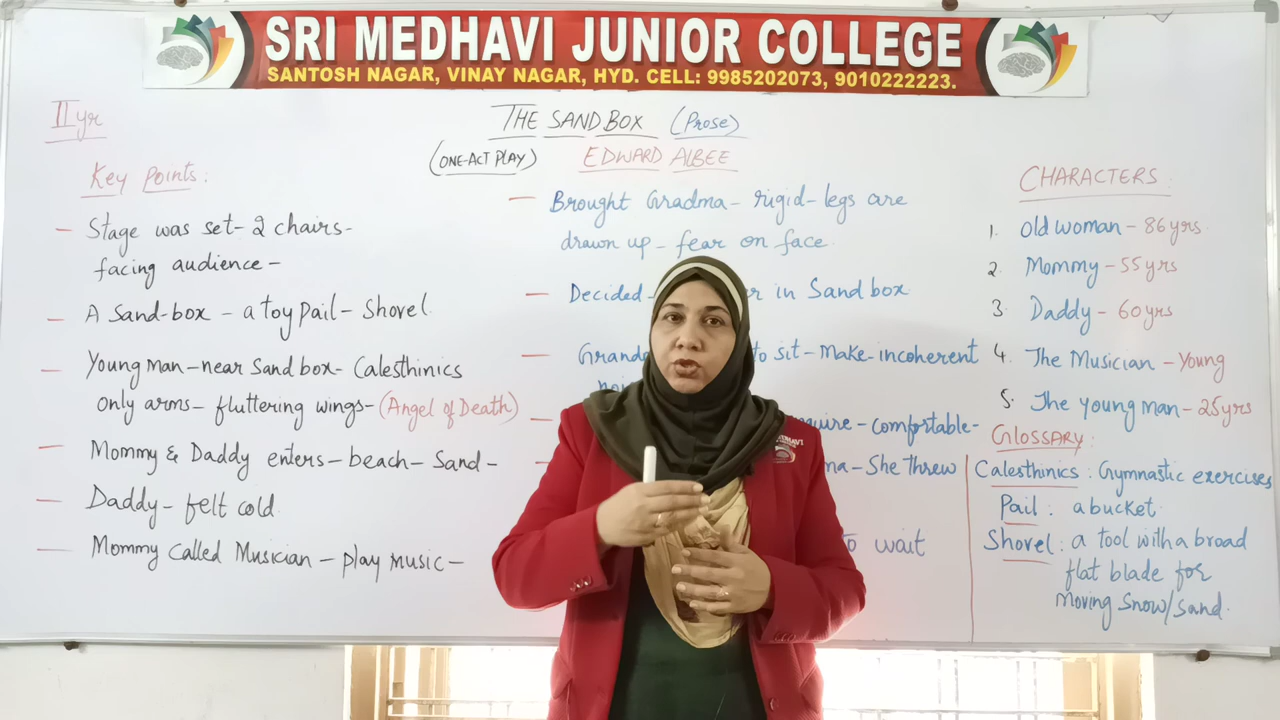 SRI MEDHAVI JUNIOR COLLEGE
SANTOSH NAGAR, VINAY NAGAR, HYD. CELL: 9985202073, 9010222223.
II yr
THE SANDBOX (Prose)
(ONE-ACT PLAY) EDWARD ALBEE
Key Points:
- Stage was set - 2 chairs -
facing audience -
- A Sand-box - a toy pail - Shovel.
- Young man - near Sand box - Calesthinics
only arms - fluttering wings - (Angel of Death)
- Mommy & Daddy enters - beach - Sand -
- Daddy - felt cold.
- Mommy called Musician - play music -
- Brought Gradma - rigid - legs are
drawn up - fear on face.
- Decided - in Sand box
- to sit - make - incoherent
- comfortable -
- She threw
to wait
CHARACTERS:
1. Old woman - 86 yrs.
2. Mommy - 55 yrs
3. Daddy - 60 yrs
4. The Musician - Young
5. The young man - 25 yrs
GLOSSARY:
Calesthinics : Gymnastic exercises
Pail : a bucket.
Shovel : a tool with a broad
flat blade for
moving snow/sand.